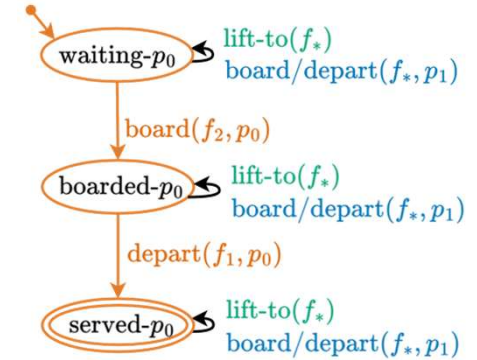 waiting-p₀
lift-to(f*)
board/depart(f*, p₁)
board(f₂, p₀)
boarded-p₀
lift-to(f*)
board/depart(f*, p₁)
depart(f₁, p₀)
served-p₀
lift-to(f*)
board/depart(f*, p₁)